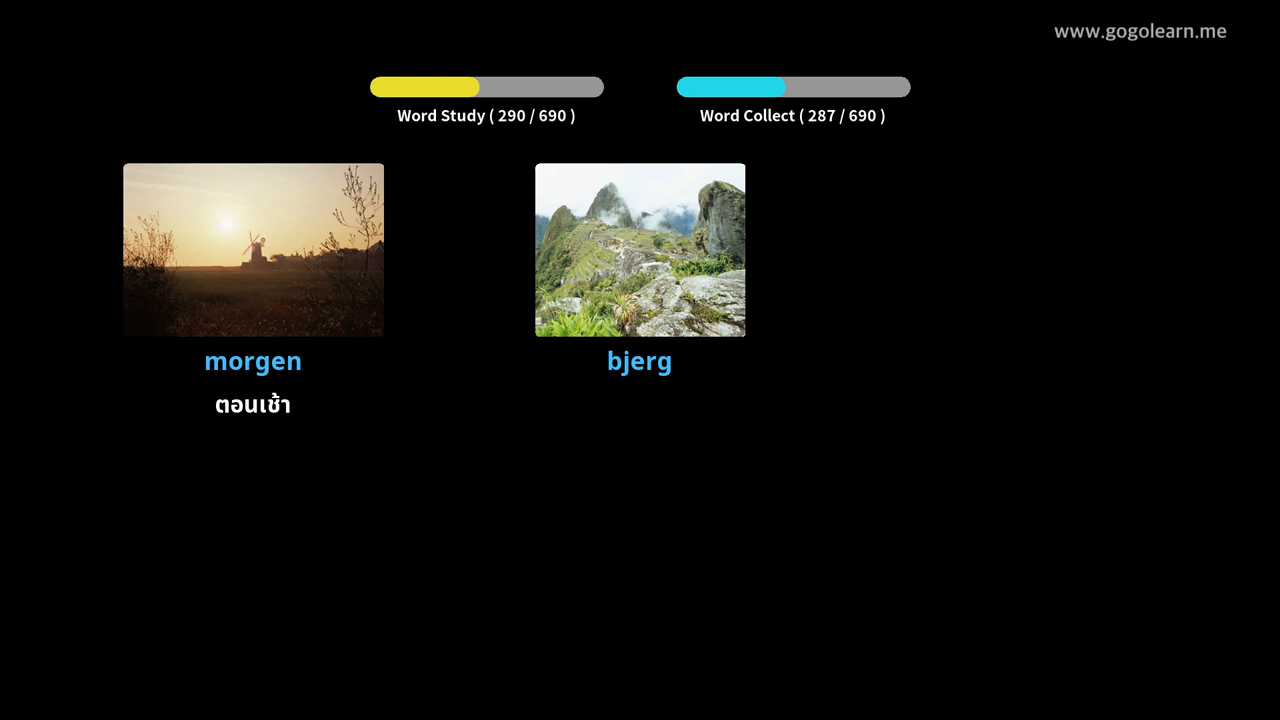 www.gogolearn.me
Word Study ( 290 / 690 )
Word Collect ( 287 / 690 )
morgen
ตอนเช้า
bjerg